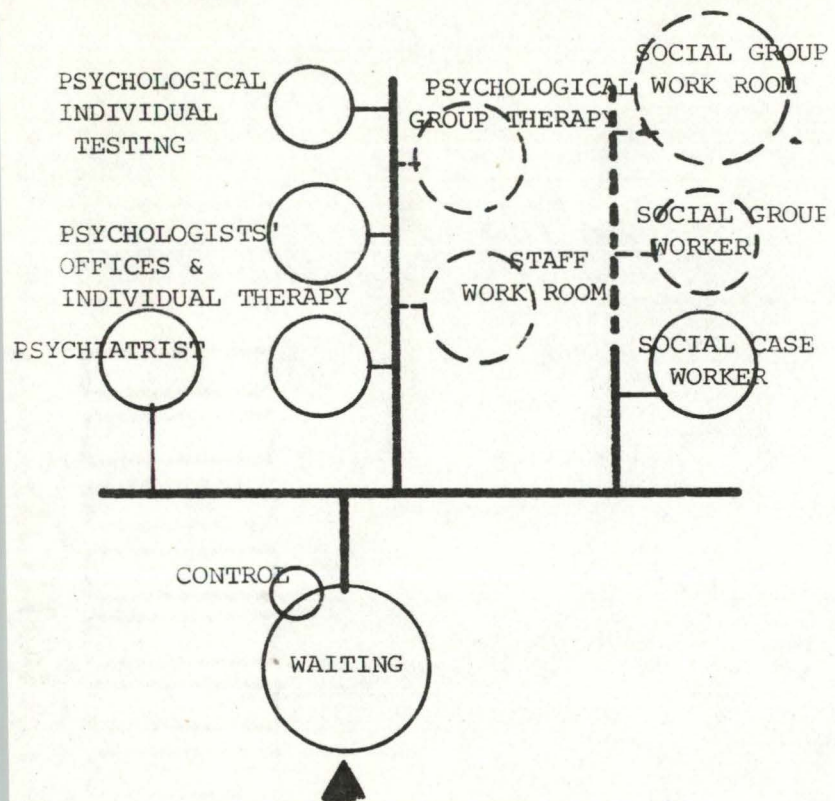 PSYCHOLOGICAL
INDIVIDUAL
TESTING
PSYCHOLOGICAL
GROUP THERAPY
SOCIAL GROUP
WORK ROOM
PSYCHOLOGISTS'
OFFICES &
INDIVIDUAL THERAPY
STAFF
WORK ROOM
SOCIAL GROUP
WORKER
PSYCHIATRIST
SOCIAL CASE
WORKER
CONTROL
WAITING